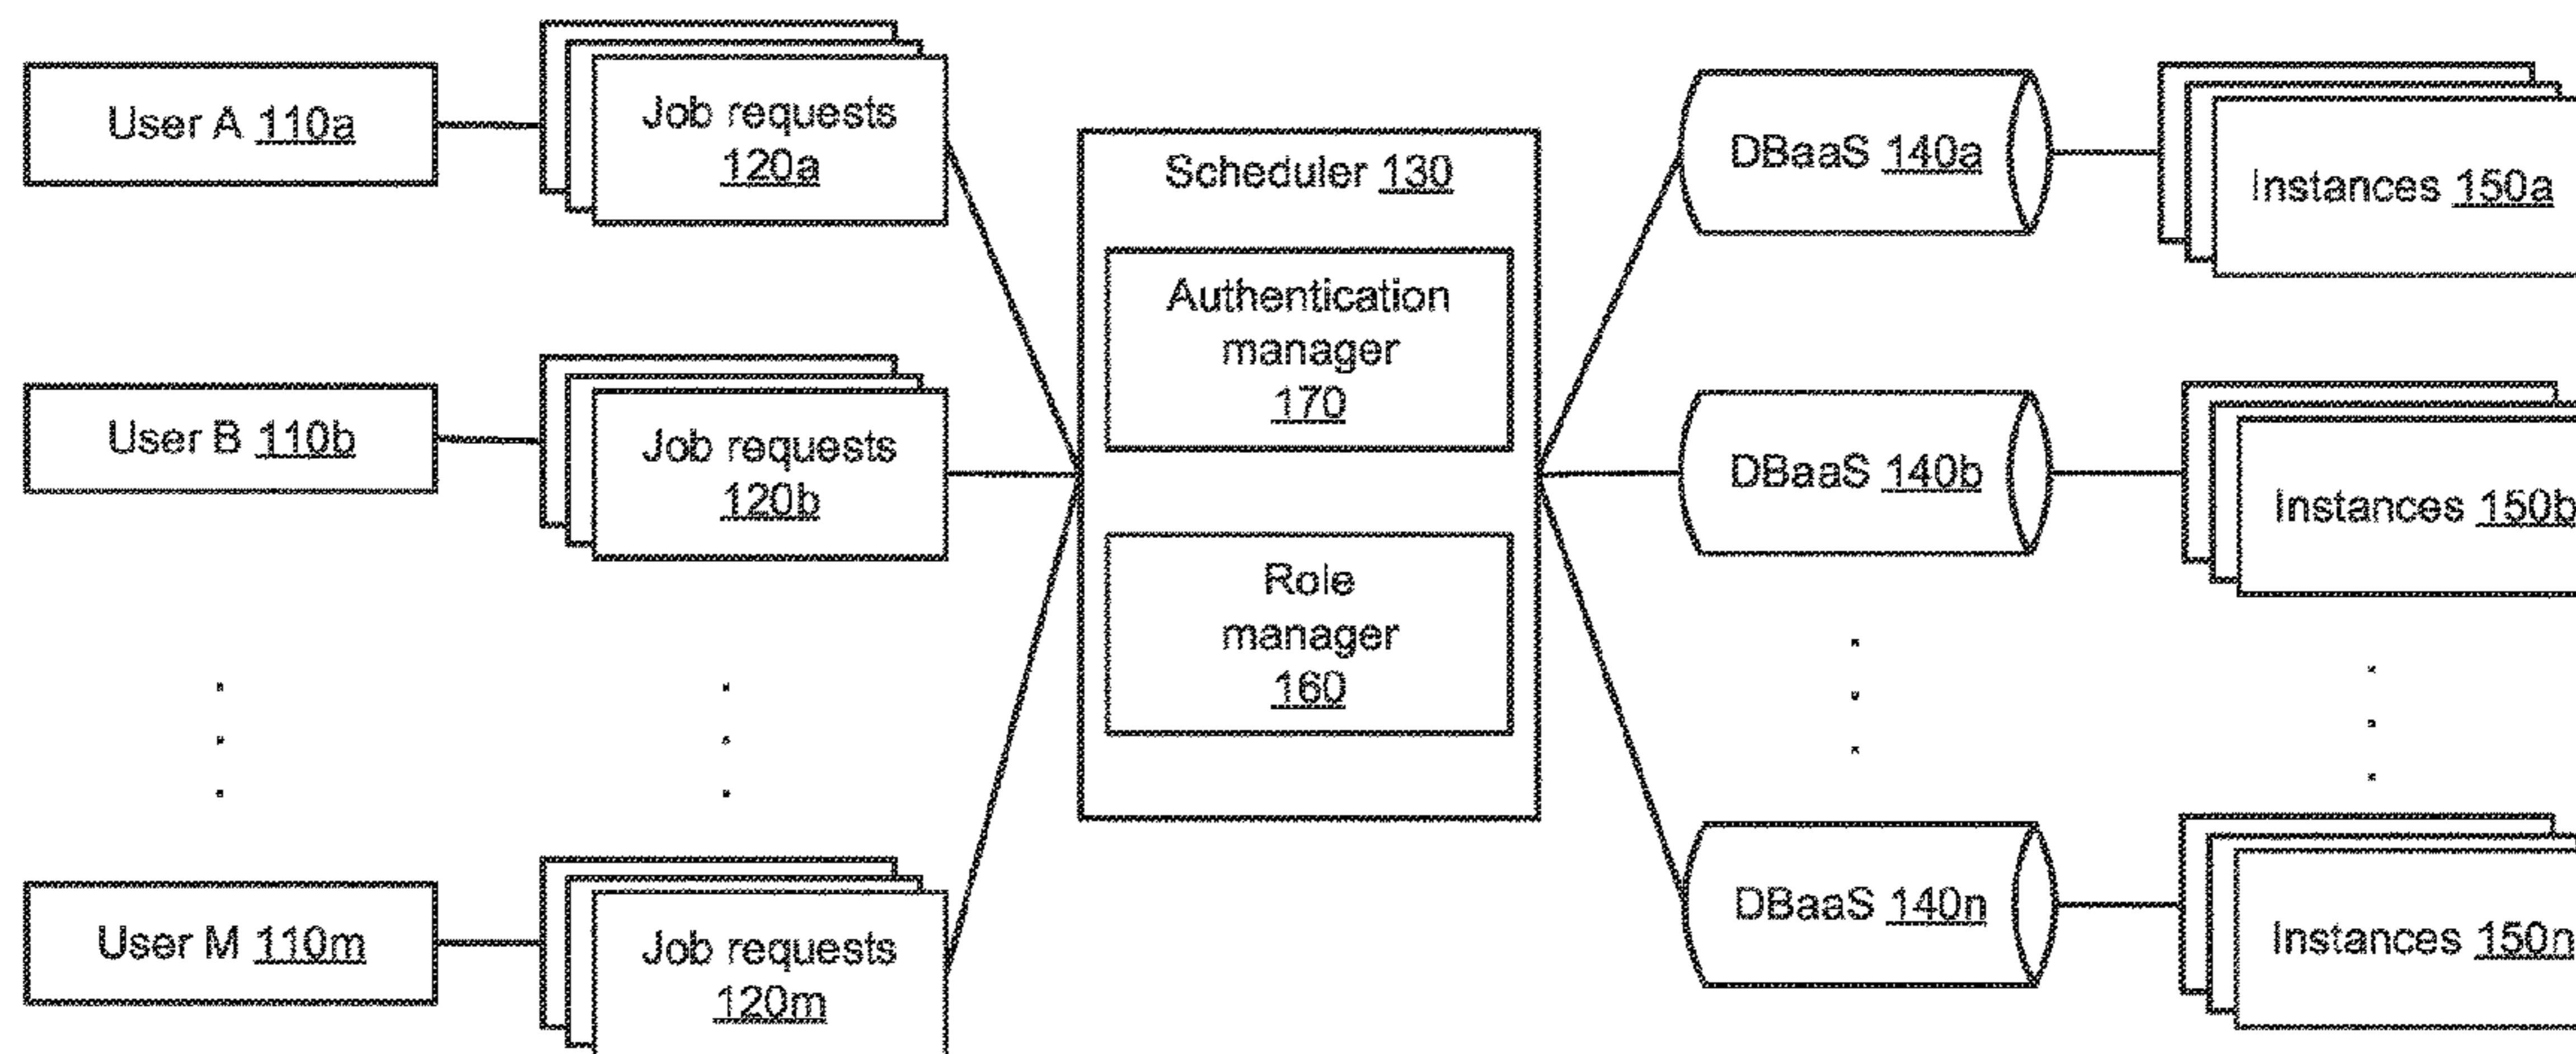 User A 110a
Job requests
120a
Scheduler 130
Authentication
manager
170
Role
manager
160
DBaaS 140a
Instances 150a
User B 110b
Job requests
120b
DBaaS 140b
Instances 150b
User M 110m
Job requests
120m
DBaaS 140n
Instances 150n